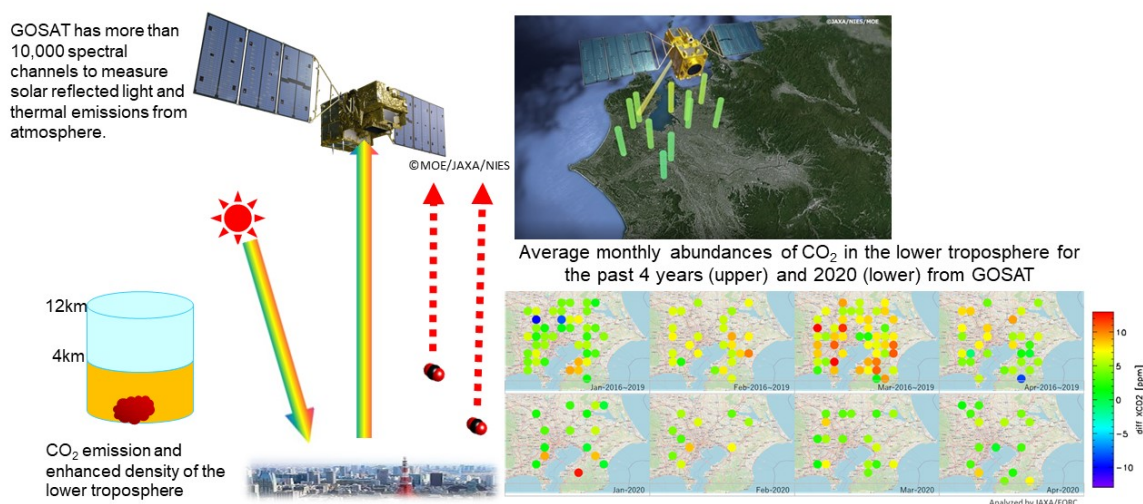 GOSAT has more than
10,000 spectral
channels to measure
solar reflected light and
thermal emissions from
atmosphere.
©MOE/JAXA/NIES
12km
4km
CO₂ emission and
enhanced density of the
lower troposphere
©JAXA/NIES/MOE
Average monthly abundances of CO₂ in the lower troposphere for
the past 4 years (upper) and 2020 (lower) from GOSAT
Jan-2016~2019
Feb-2016~2019
Mar-2016~2019
Apr-2016~2019
Jan-2020
Feb-2020
Mar-2020
Apr-2020
10
5
0
-5
-10
diff XCO2 [ppm]
Analyzed by JAXA/EORC